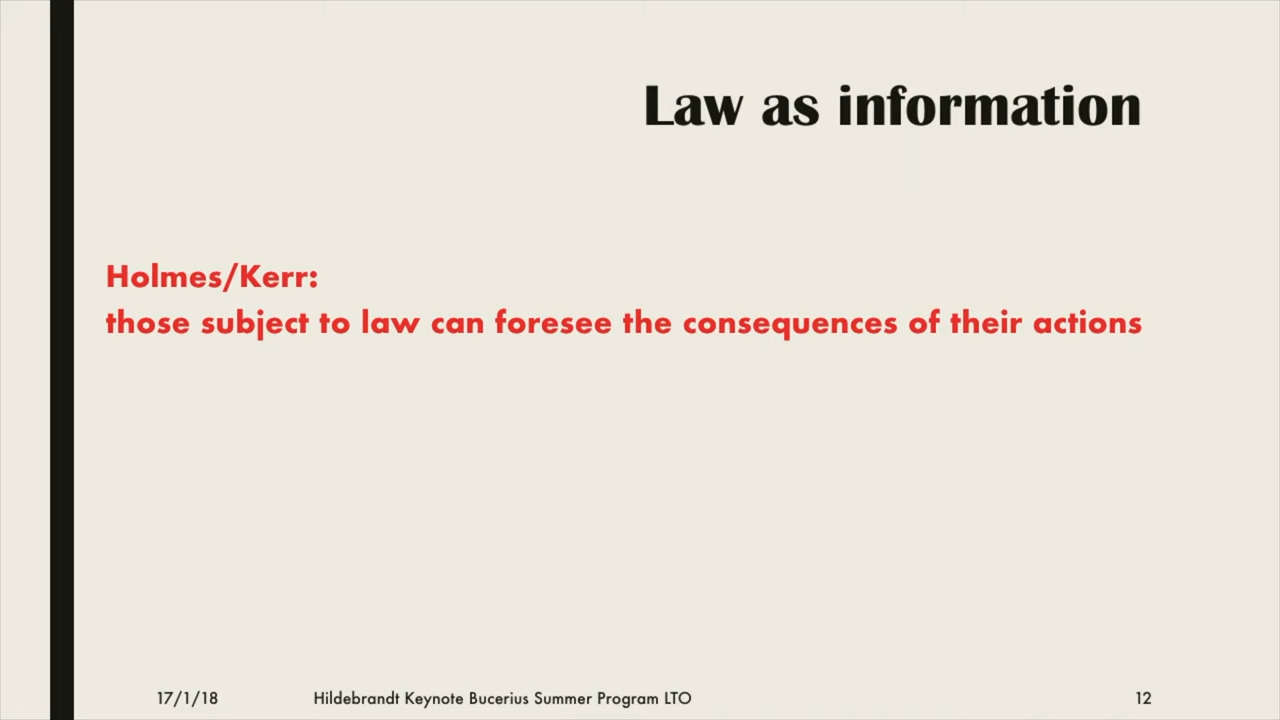 Law as information
Holmes/Kerr:
those subject to law can foresee the consequences of their actions
17/1/18 Hildebrandt Keynote Bucerius Summer Program LTO 12